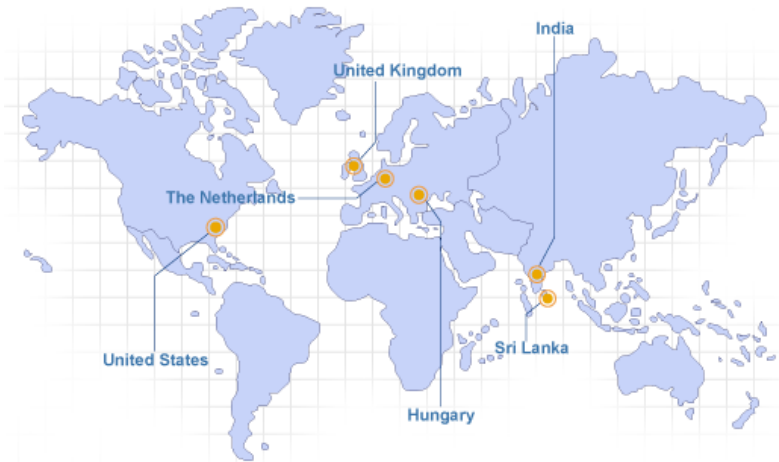 India
United Kingdom
The Netherlands
Sri Lanka
United States
Hungary